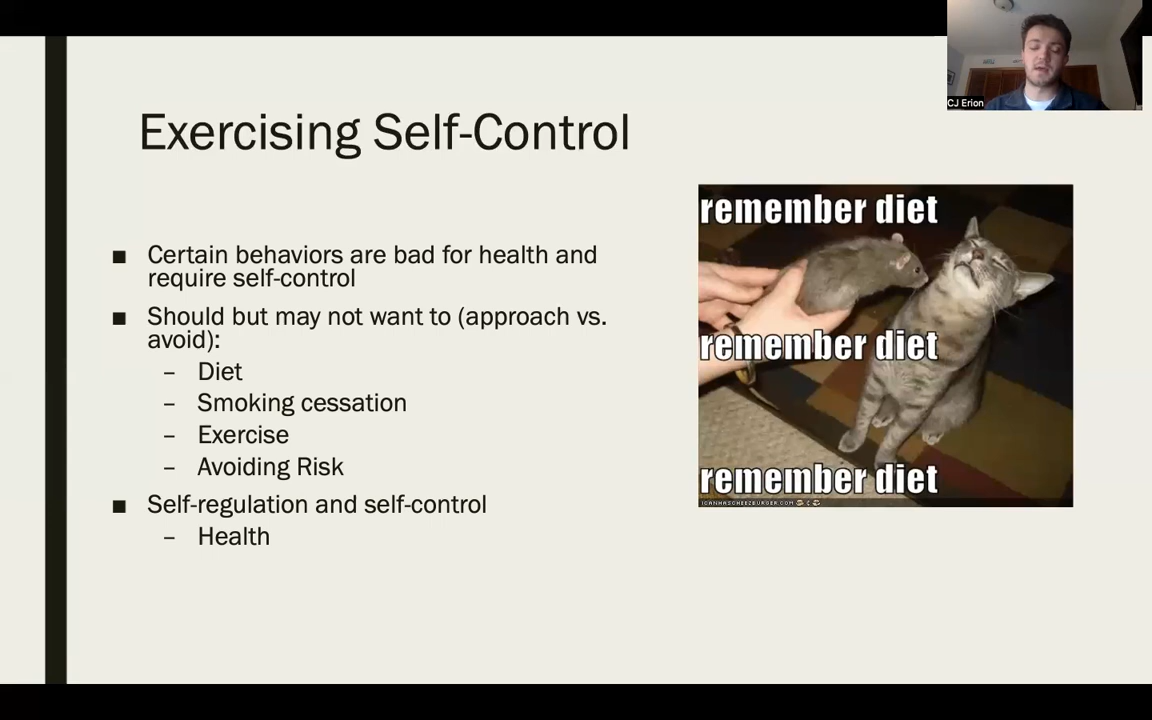 CJ Erion
Exercising Self-Control
■ Certain behaviors are bad for health and
require self-control
■ Should but may not want to (approach vs.
avoid):
– Diet
– Smoking cessation
– Exercise
– Avoiding Risk
■ Self-regulation and self-control
– Health
remember diet
remember diet
remember diet
ICANHASCHEEZBURGER.COM